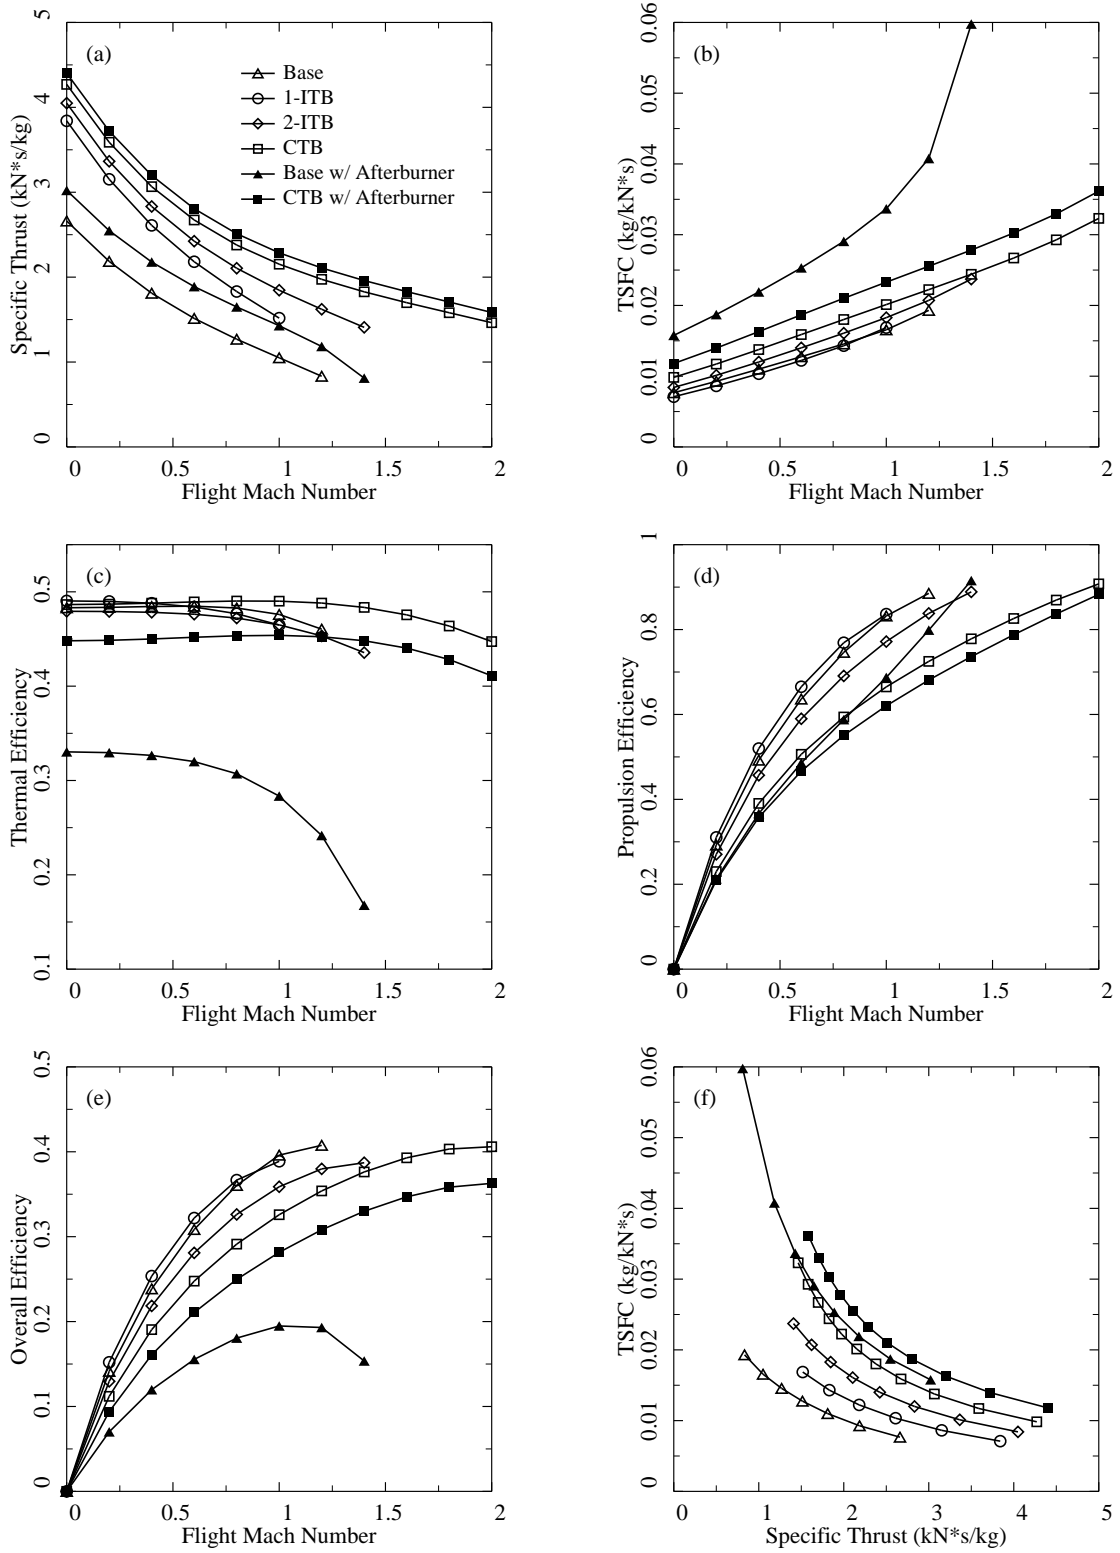 (a)
Base
1-ITB
2-ITB
CTB
Base w/ Afterburner
CTB w/ Afterburner
Specific Thrust (kN*s/kg)
0 1 2 3 4 5
0 0.5 1 1.5 2
Flight Mach Number
(b)
TSFC (kg/kN*s)
0 0.01 0.02 0.03 0.04 0.05 0.06
0 0.5 1 1.5 2
Flight Mach Number
(c)
Thermal Efficiency
0.1 0.2 0.3 0.4 0.5
0 0.5 1 1.5 2
Flight Mach Number
(d)
Propulsion Efficiency
0 0.2 0.4 0.6 0.8 1
0 0.5 1 1.5 2
Flight Mach Number
(e)
Overall Efficiency
0 0.1 0.2 0.3 0.4 0.5
0 0.5 1 1.5 2
Flight Mach Number
(f)
TSFC (kg/kN*s)
0 0.01 0.02 0.03 0.04 0.05 0.06
1 2 3 4 5
Specific Thrust (kN*s/kg)